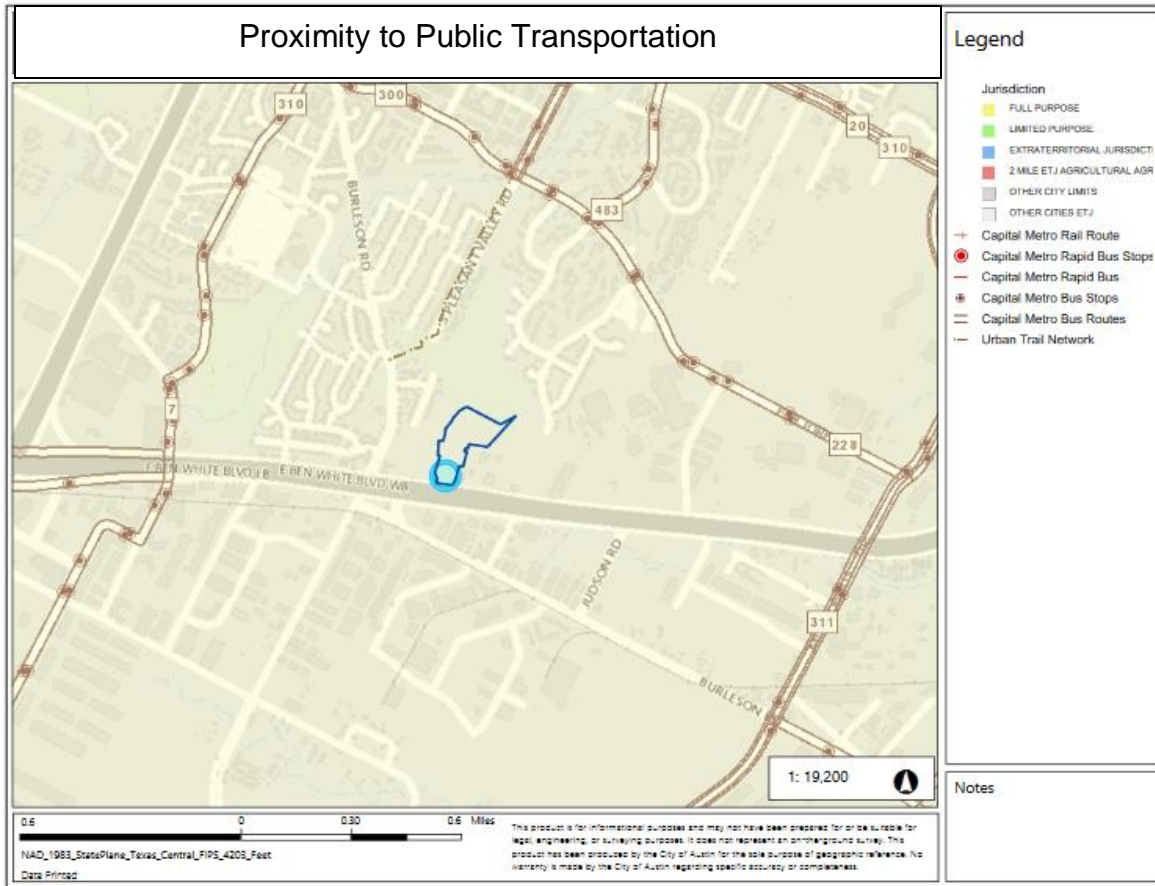 Proximity to Public Transportation
Legend
Jurisdiction
FULL PURPOSE
LIMITED PURPOSE
EXTRATERRITORIAL JURISDICTI
2 MILE ETJ AGRICULTURAL AGR
OTHER CITY LIMITS
OTHER CITIES ETJ
Capital Metro Rail Route
Capital Metro Rapid Bus Stops
Capital Metro Rapid Bus
Capital Metro Bus Stops
Capital Metro Bus Routes
Urban Trail Network
310
300
20
310
BURLESON RD
S PLEASANT VALLEY RD
483
7
228
E BEN WHITE BLVD EB
E BEN WHITE BLVD WB
JUDSON RD
311
BURLESON
1: 19,200
Notes
0.6
0
0.30
0.6 Miles
NAD_1983_StatePlane_Texas_Central_FIPS_4203_Feet
Data Printed:
This product is for informational purposes and may not have been prepared for or be suitable for
legal, engineering, or surveying purposes. It does not represent an on-the-ground survey. This
product has been produced by the City of Austin for the sole purpose of geographic reference. No
warranty is made by the City of Austin regarding specific accuracy or completeness.